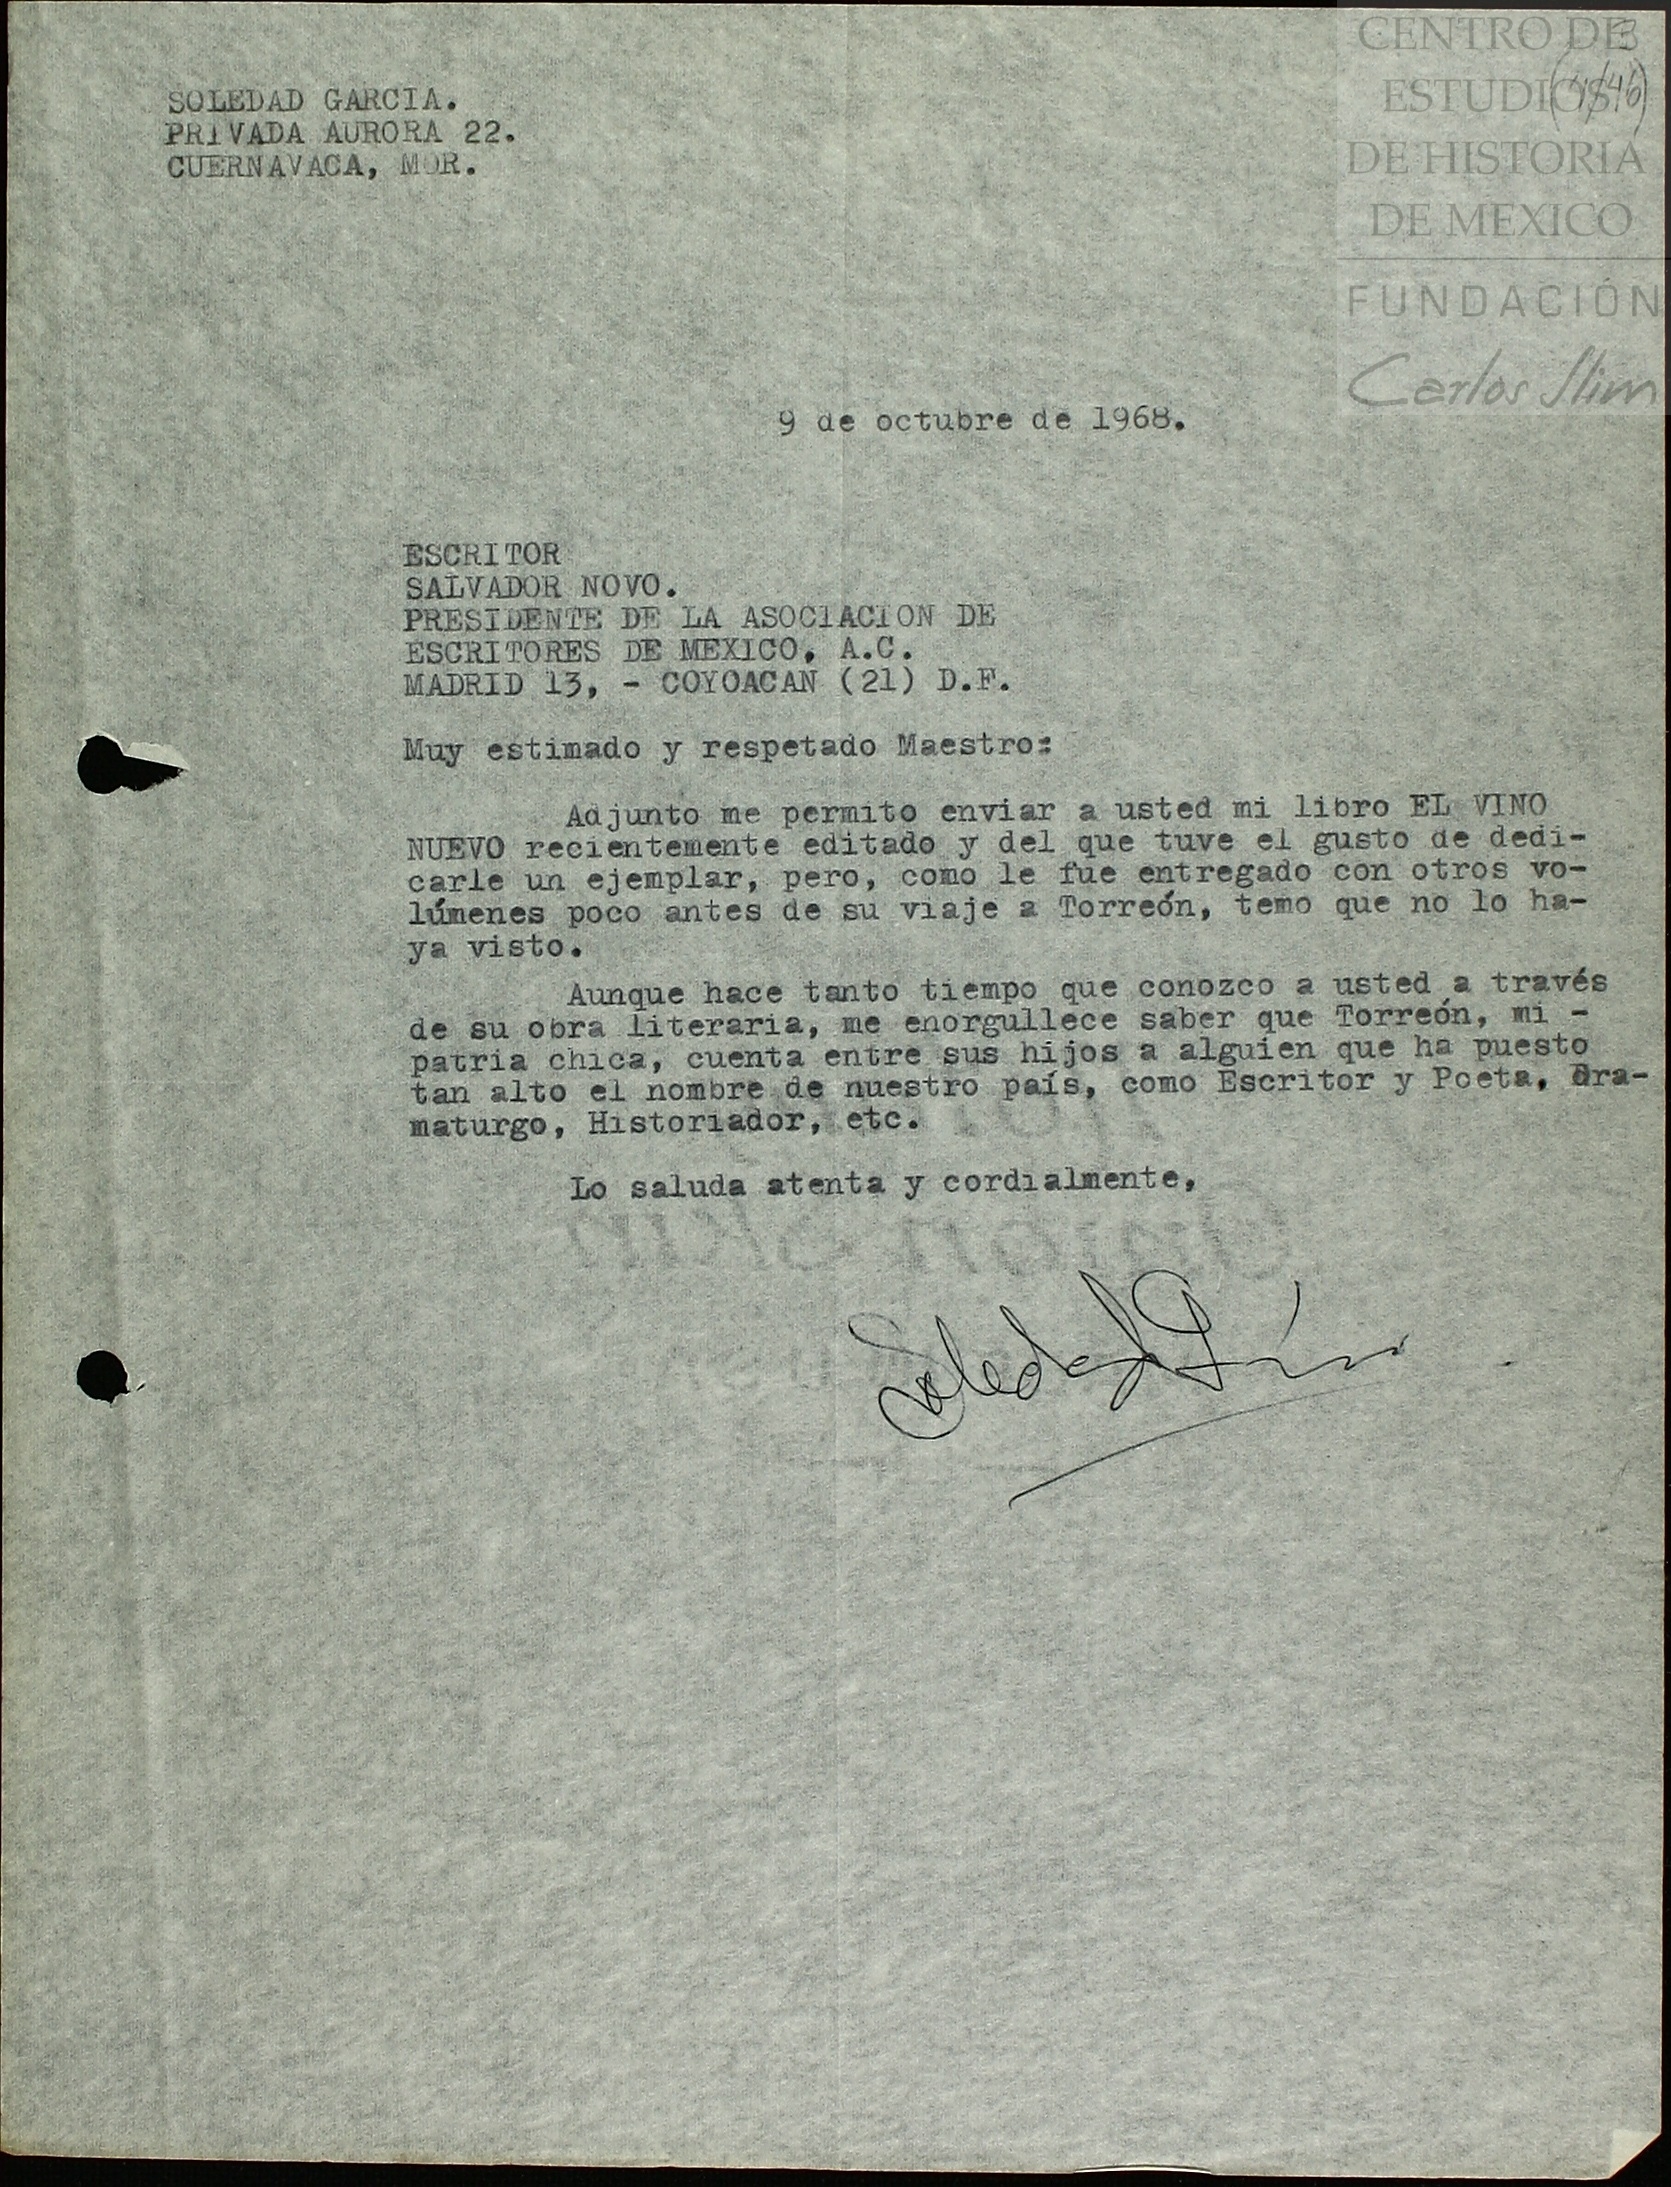 CENTRO DE
ESTUDIOS
DE HISTORIA
DE MEXICO
FUNDACIÓN
Carlos Slim
SOLEDAD GARCIA.
PRIVADA AURORA 22.
CUERNAVACA, MOR.
9 de octubre de 1968.
ESCRITOR
SALVADOR NOVO.
PRESIDENTE DE LA ASOCIACION DE
ESCRITORES DE MEXICO, A.C.
MADRID 13, - COYOACAN (21) D.F.
Muy estimado y respetado Maestro:
Adjunto me permito enviar a usted mi libro EL VINO
NUEVO recientemente editado y del que tuve el gusto de dedi-
carle un ejemplar, pero, como le fue entregado con otros vo-
lúmenes poco antes de su viaje a Torreón, temo que no lo ha-
ya visto.
Aunque hace tanto tiempo que conozco a usted a través
de su obra literaria, me enorgullece saber que Torreón, mi -
patria chica, cuenta entre sus hijos a alguien que ha puesto
tan alto el nombre de nuestro país, como Escritor y Poeta, Dra-
maturgo, Historiador, etc.
Lo saluda atenta y cordialmente,
Soledad García